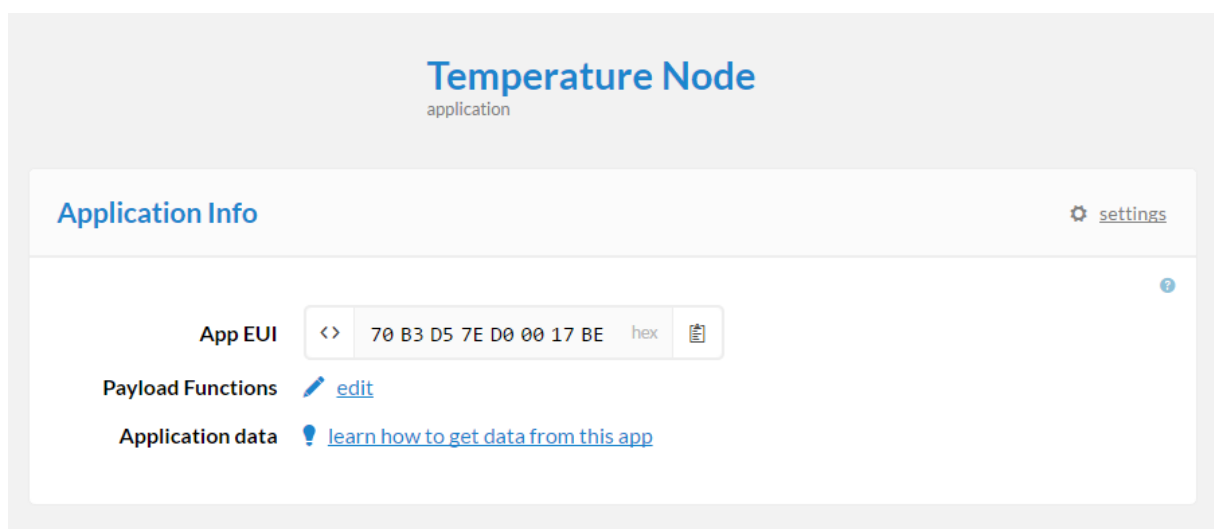 Temperature Node
application
Application Info
settings
App EUI <> 70 B3 D5 7E D0 00 17 BE hex
Payload Functions edit
Application data learn how to get data from this app